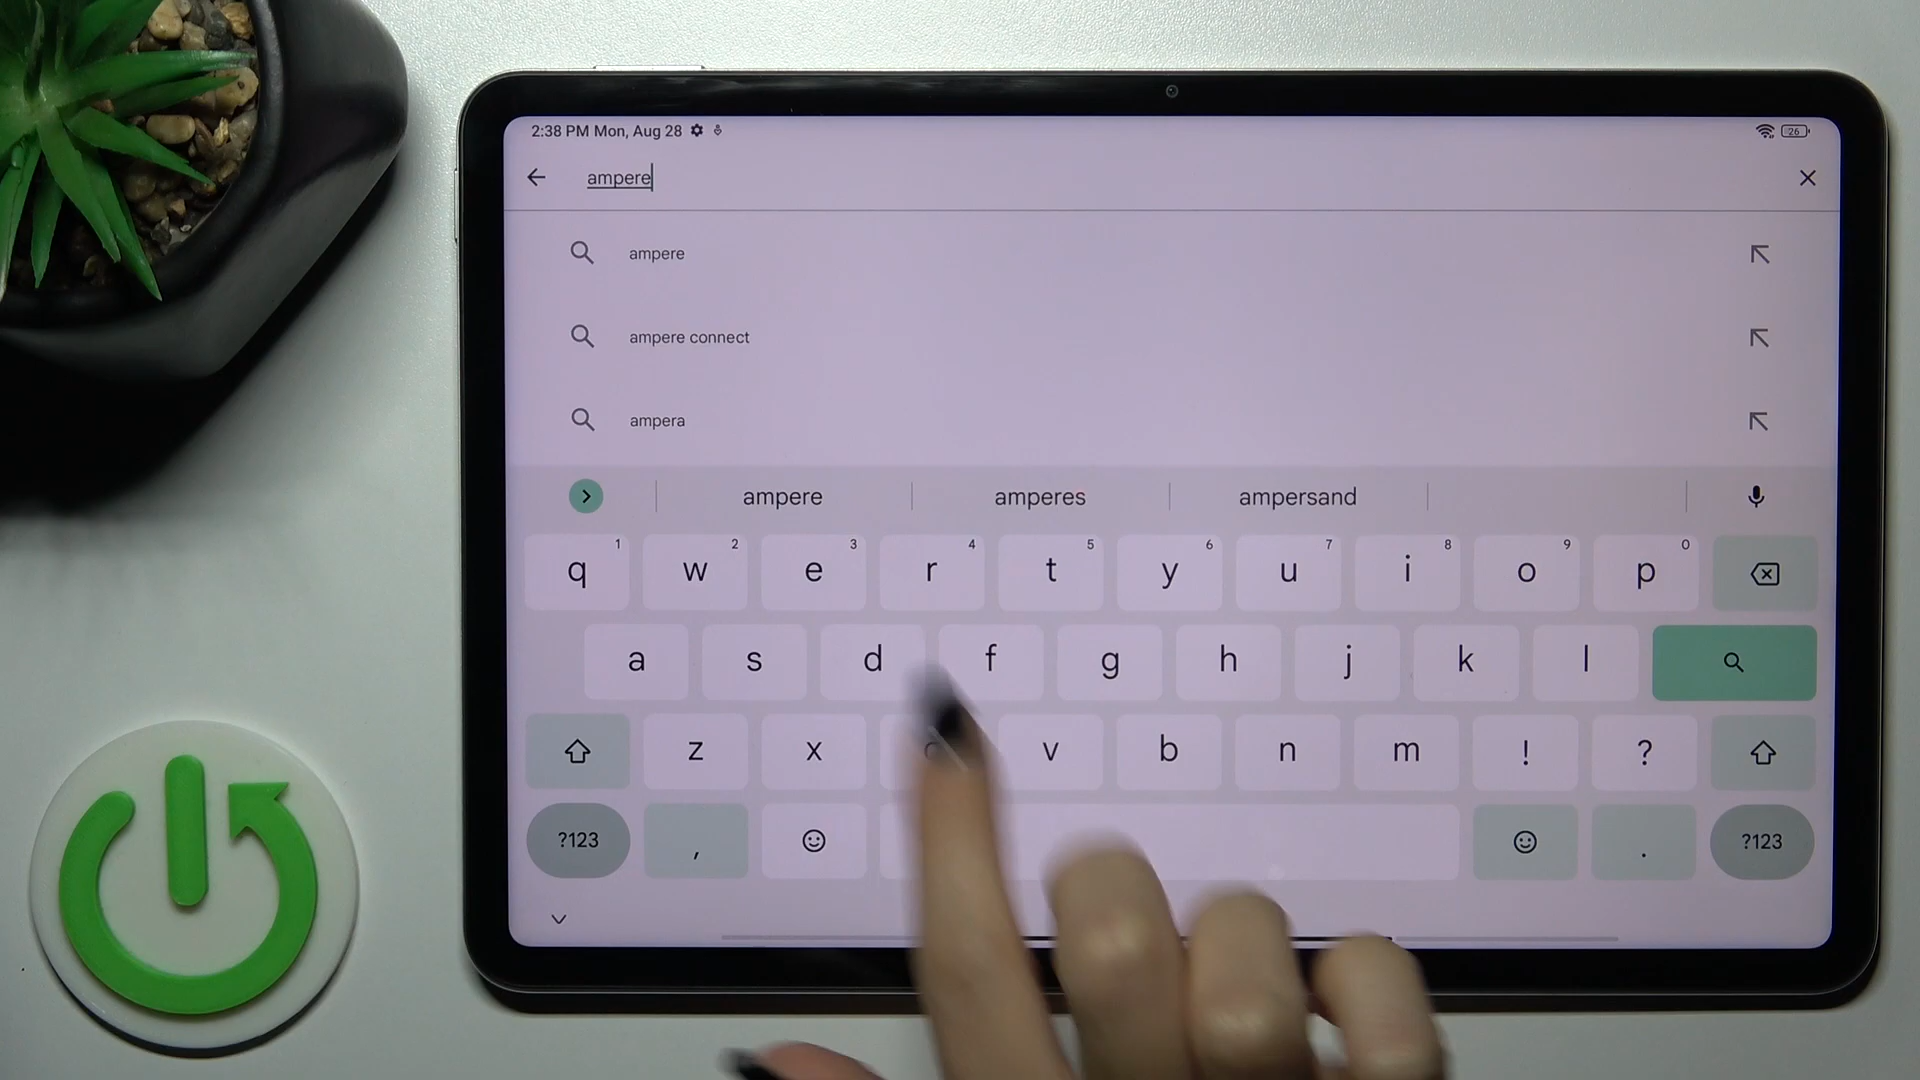 2:38 PM Mon, Aug 28
26
ampere
ampere
ampere connect
ampera
ampere amperes ampersand
q 1 w 2 e 3 r 4 t 5 y 6 u 7 i 8 o 9 p 0
a s d f g h j k l
z x c v b n m ! ?
?123 , . ?123